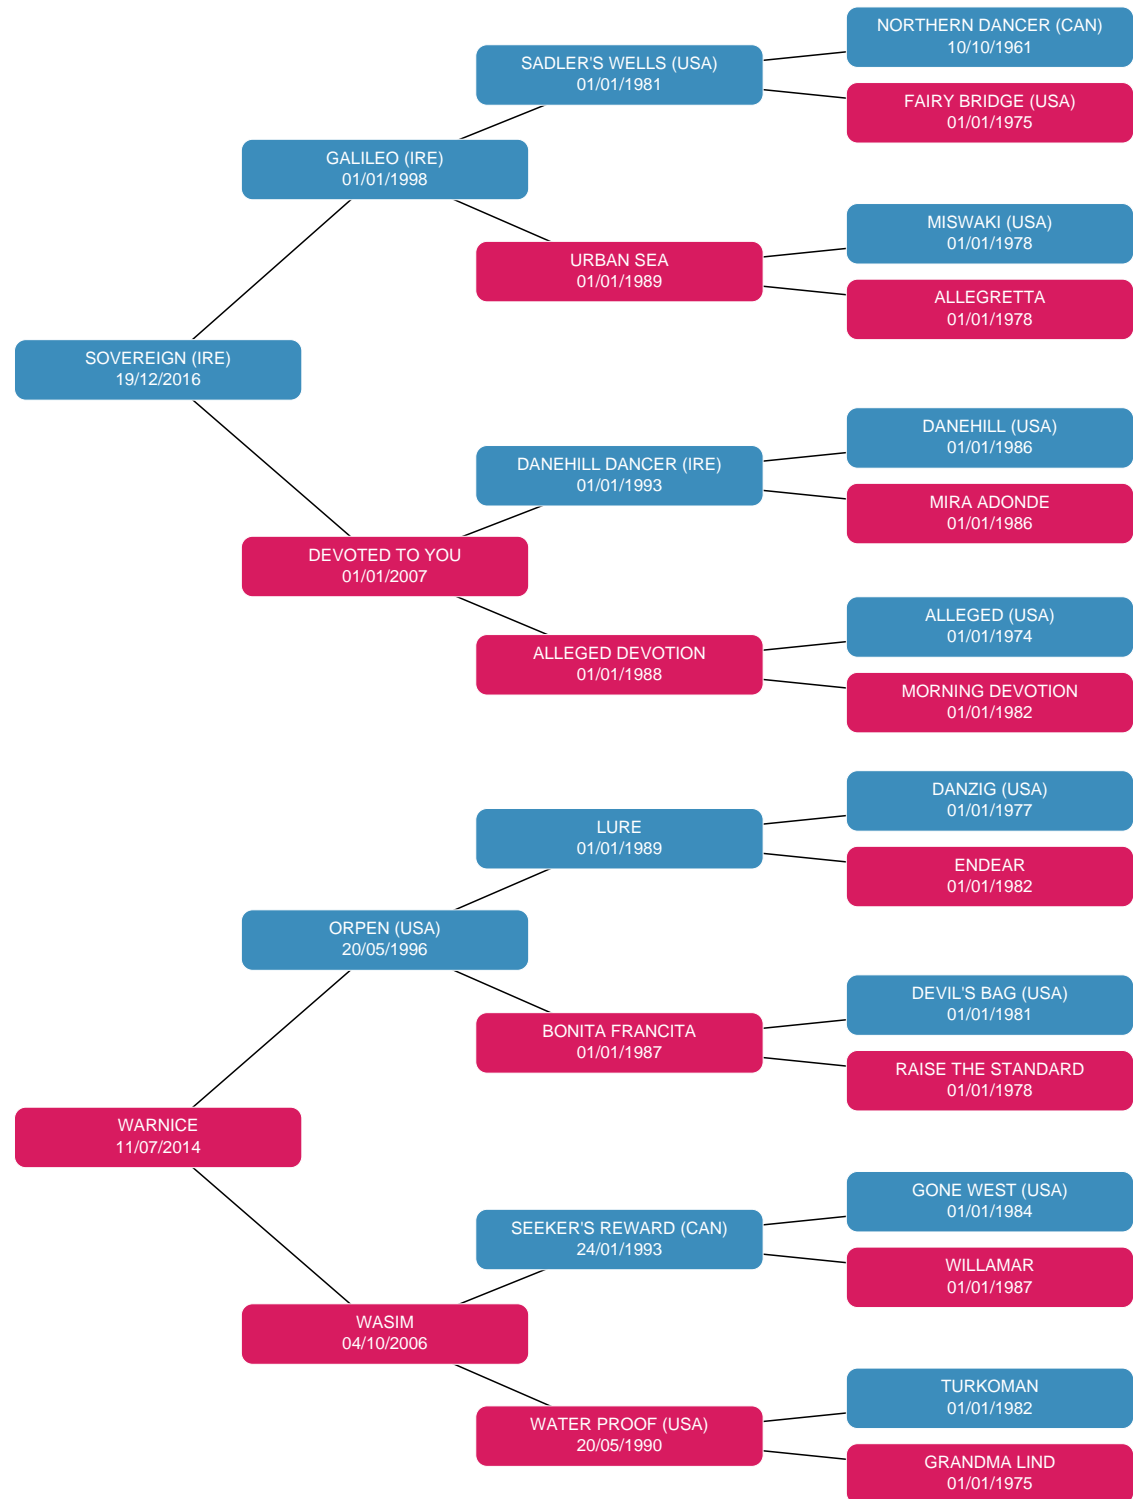 NORTHERN DANCER (CAN)
10/10/1961
SADLER'S WELLS (USA)
01/01/1981
FAIRY BRIDGE (USA)
01/01/1975
GALILEO (IRE)
01/01/1998
MISWAKI (USA)
01/01/1978
URBAN SEA
01/01/1989
ALLEGRETTA
01/01/1978
SOVEREIGN (IRE)
19/12/2016
DANEHILL (USA)
01/01/1986
DANEHILL DANCER (IRE)
01/01/1993
MIRA ADONDE
01/01/1986
DEVOTED TO YOU
01/01/2007
ALLEGED (USA)
01/01/1974
ALLEGED DEVOTION
01/01/1988
MORNING DEVOTION
01/01/1982
DANZIG (USA)
01/01/1977
LURE
01/01/1989
ENDEAR
01/01/1982
ORPEN (USA)
20/05/1996
DEVIL'S BAG (USA)
01/01/1981
BONITA FRANCITA
01/01/1987
RAISE THE STANDARD
01/01/1978
WARNICE
11/07/2014
GONE WEST (USA)
01/01/1984
SEEKER'S REWARD (CAN)
24/01/1993
WILLAMAR
01/01/1987
WASIM
04/10/2006
TURKOMAN
01/01/1982
WATER PROOF (USA)
20/05/1990
GRANDMA LIND
01/01/1975